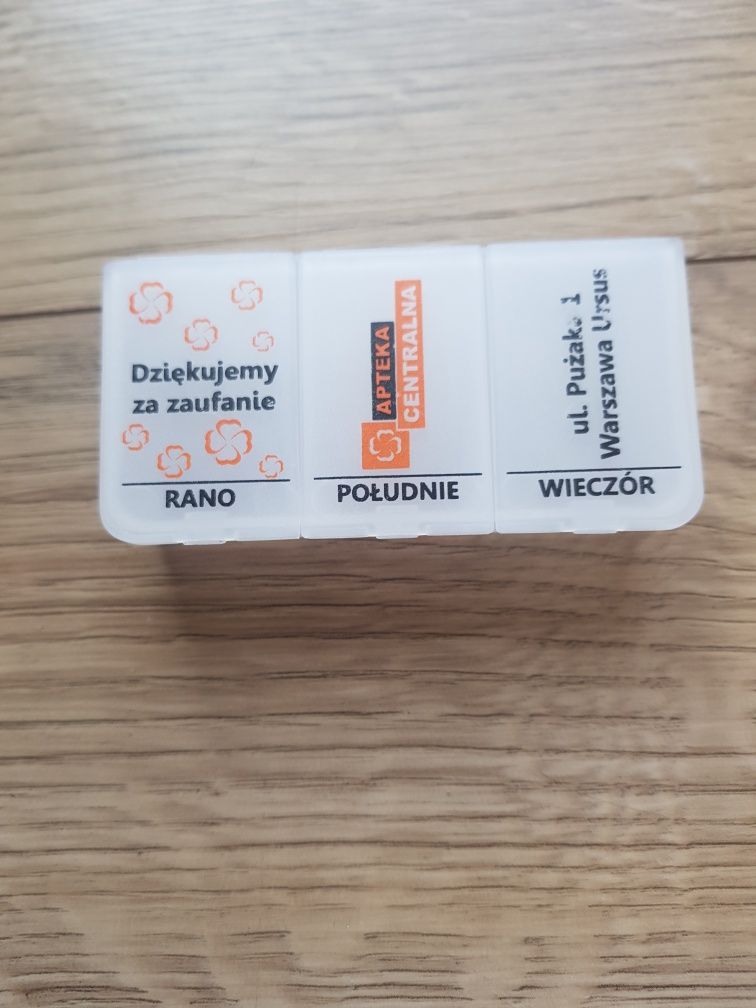 Dziękujemy
za zaufanie
RANO
APTEKA
CENTRALNA
POŁUDNIE
ul. Pużaka 1
Warszawa Ursus
WIECZÓR